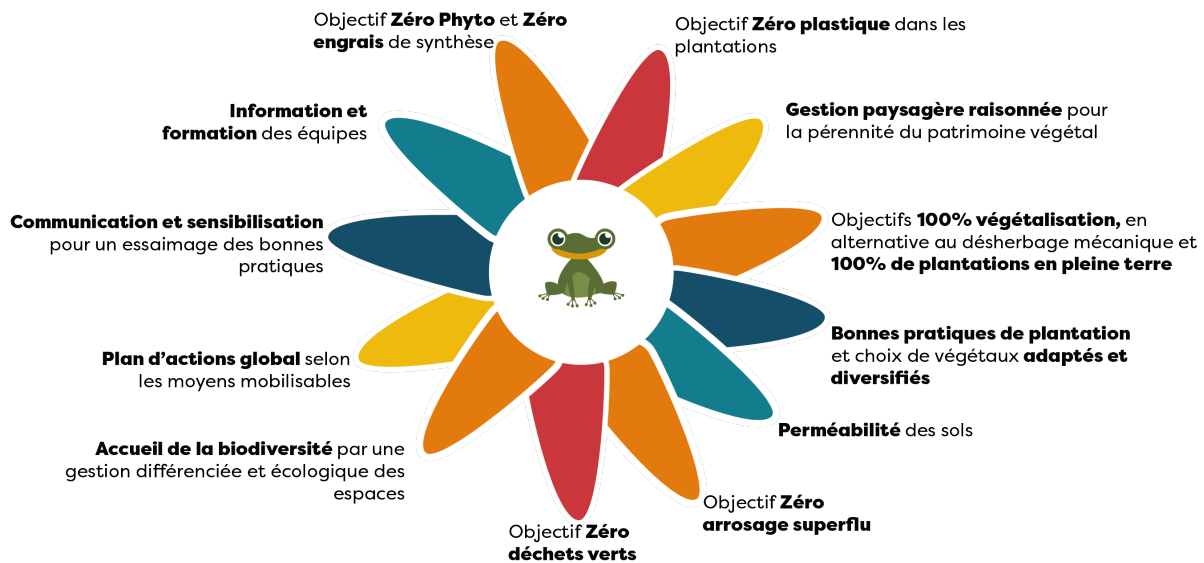 Objectif Zéro Phyto et Zéro
engrais de synthèse
Objectif Zéro plastique dans les
plantations
Gestion paysagère raisonnée pour
la pérennité du patrimoine végétal
Objectifs 100% végétalisation, en
alternative au désherbage mécanique et
100% de plantations en pleine terre
Bonnes pratiques de plantation
et choix de végétaux adaptés et
diversifiés
Perméabilité des sols
Objectif Zéro
arrosage superflu
Objectif Zéro
déchets verts
Accueil de la biodiversité par une
gestion différenciée et écologique des
espaces
Plan d’actions global selon
les moyens mobilisables
Communication et sensibilisation
pour un essaimage des bonnes
pratiques
Information et
formation des équipes